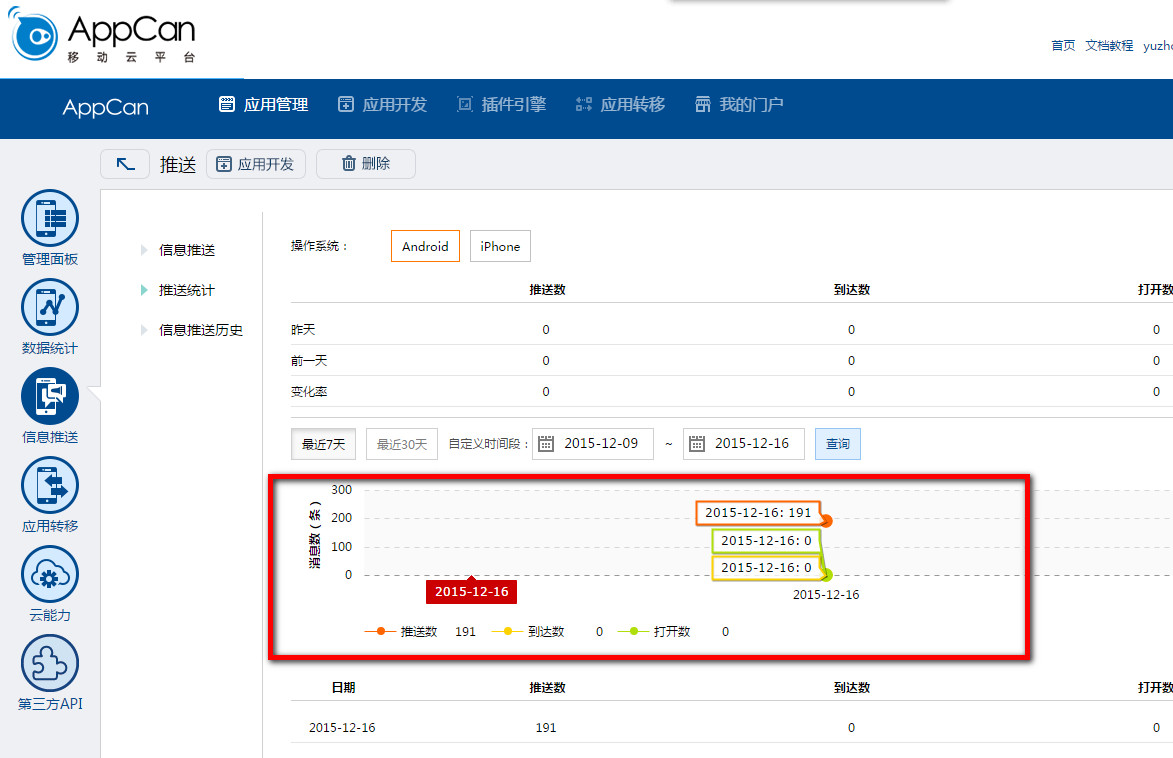 AppCan
移动云平台
首页 文档教程 yuzho
AppCan 应用管理 应用开发 插件引擎 应用转移 我的门户
推送 应用开发 删除
管理面板
数据统计
信息推送
应用转移
云能力
第三方API
信息推送
推送统计
信息推送历史
操作系统： Android iPhone
推送数 到达数 打开数
昨天 0 0 0
前一天 0 0 0
变化率 0 0 0
最近7天 最近30天 自定义时间段： 2015-12-09 ~ 2015-12-16 查询
消息数（条）
300
200
100
0
2015-12-16: 191
2015-12-16: 0
2015-12-16: 0
2015-12-16
2015-12-16
推送数 191 到达数 0 打开数 0
日期 推送数 到达数 打开数
2015-12-16 191 0 0